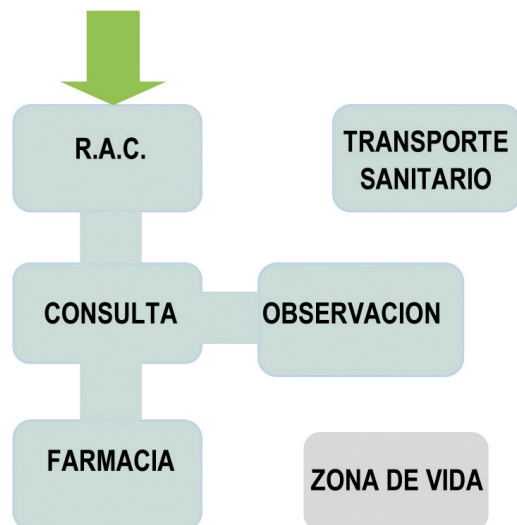 R.A.C.
TRANSPORTE
SANITARIO
CONSULTA
OBSERVACION
FARMACIA
ZONA DE VIDA